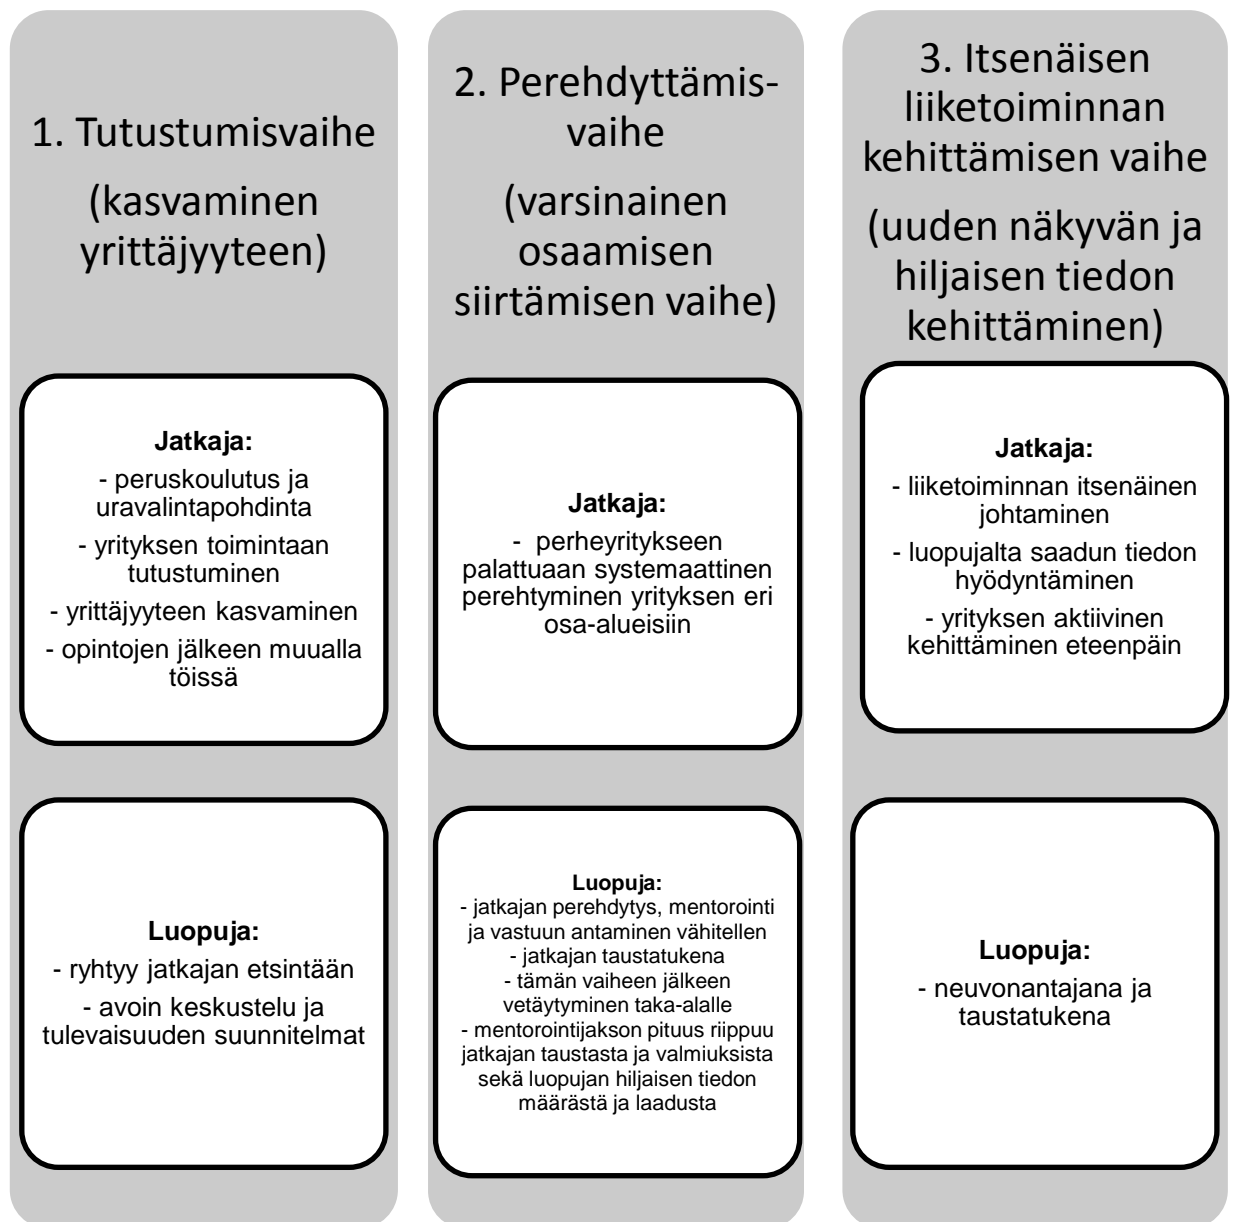 1. Tutustumisvaihe
(kasvaminen
yrittäjyyteen)
Jatkaja:
- peruskoulutus ja
uravalintapohdinta
- yrityksen toimintaan
tutustuminen
- yrittäjyyteen kasvaminen
- opintojen jälkeen muualla
töissä
Luopuja:
- ryhtyy jatkajan etsintään
- avoin keskustelu ja
tulevaisuuden suunnitelmat
2. Perehdyttämis-
vaihe
(varsinainen
osaamisen
siirtämisen vaihe)
Jatkaja:
- perheyritykseen
palattuaan systemaattinen
perehtyminen yrityksen eri
osa-alueisiin
Luopuja:
- jatkajan perehdytys, mentorointi
ja vastuun antaminen vähitellen
- jatkajan taustatukena
- tämän vaiheen jälkeen
vetäytyminen taka-alalle
- mentorointijakson pituus riippuu
jatkajan taustasta ja valmiuksista
sekä luopujan hiljaisen tiedon
määrästä ja laadusta
3. Itsenäisen
liiketoiminnan
kehittämisen vaihe
(uuden näkyvän ja
hiljaisen tiedon
kehittäminen)
Jatkaja:
- liiketoiminnan itsenäinen
johtaminen
- luopujalta saadun tiedon
hyödyntäminen
- yrityksen aktiivinen
kehittäminen eteenpäin
Luopuja:
- neuvonantajana ja
taustatukena